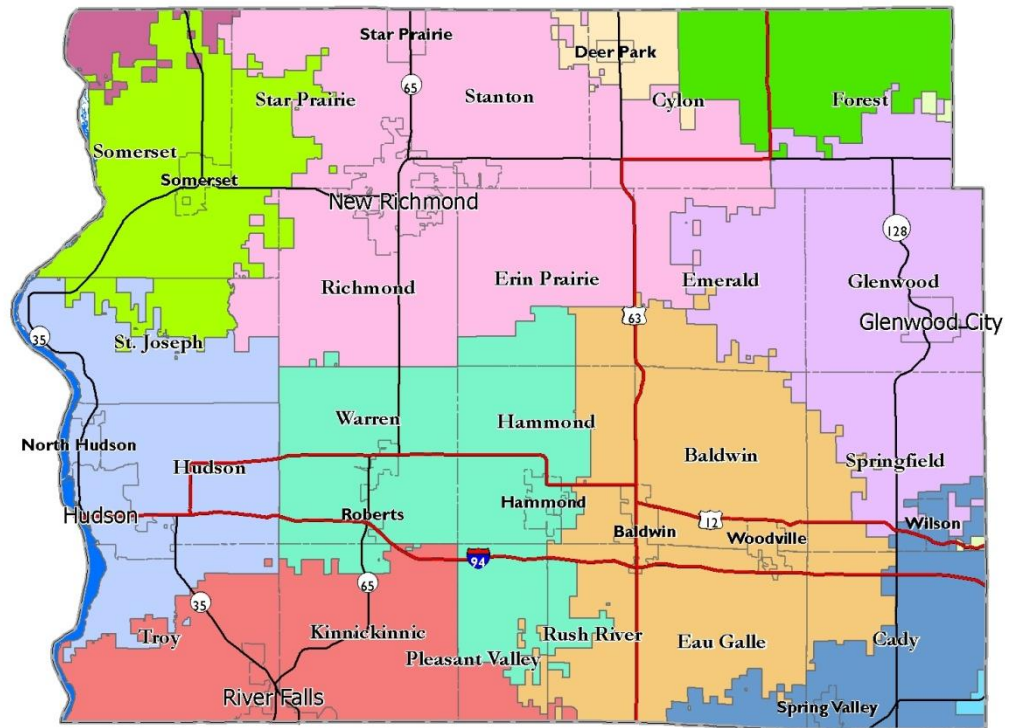 Star Prairie
Deer Park
65
Star Prairie
Stanton
Cylon
Forest
Somerset
Somerset
New Richmond
128
Richmond
Erin Prairie
Emerald
Glenwood
63
Glenwood City
35
St. Joseph
Warren
Hammond
North Hudson
Baldwin
Hudson
Springfield
Hammond
Hudson
Roberts
Baldwin
12
Woodville
Wilson
94
65
35
Troy
Kinnickinnic
Rush River
Eau Galle
Cady
Pleasant Valley
River Falls
Spring Valley